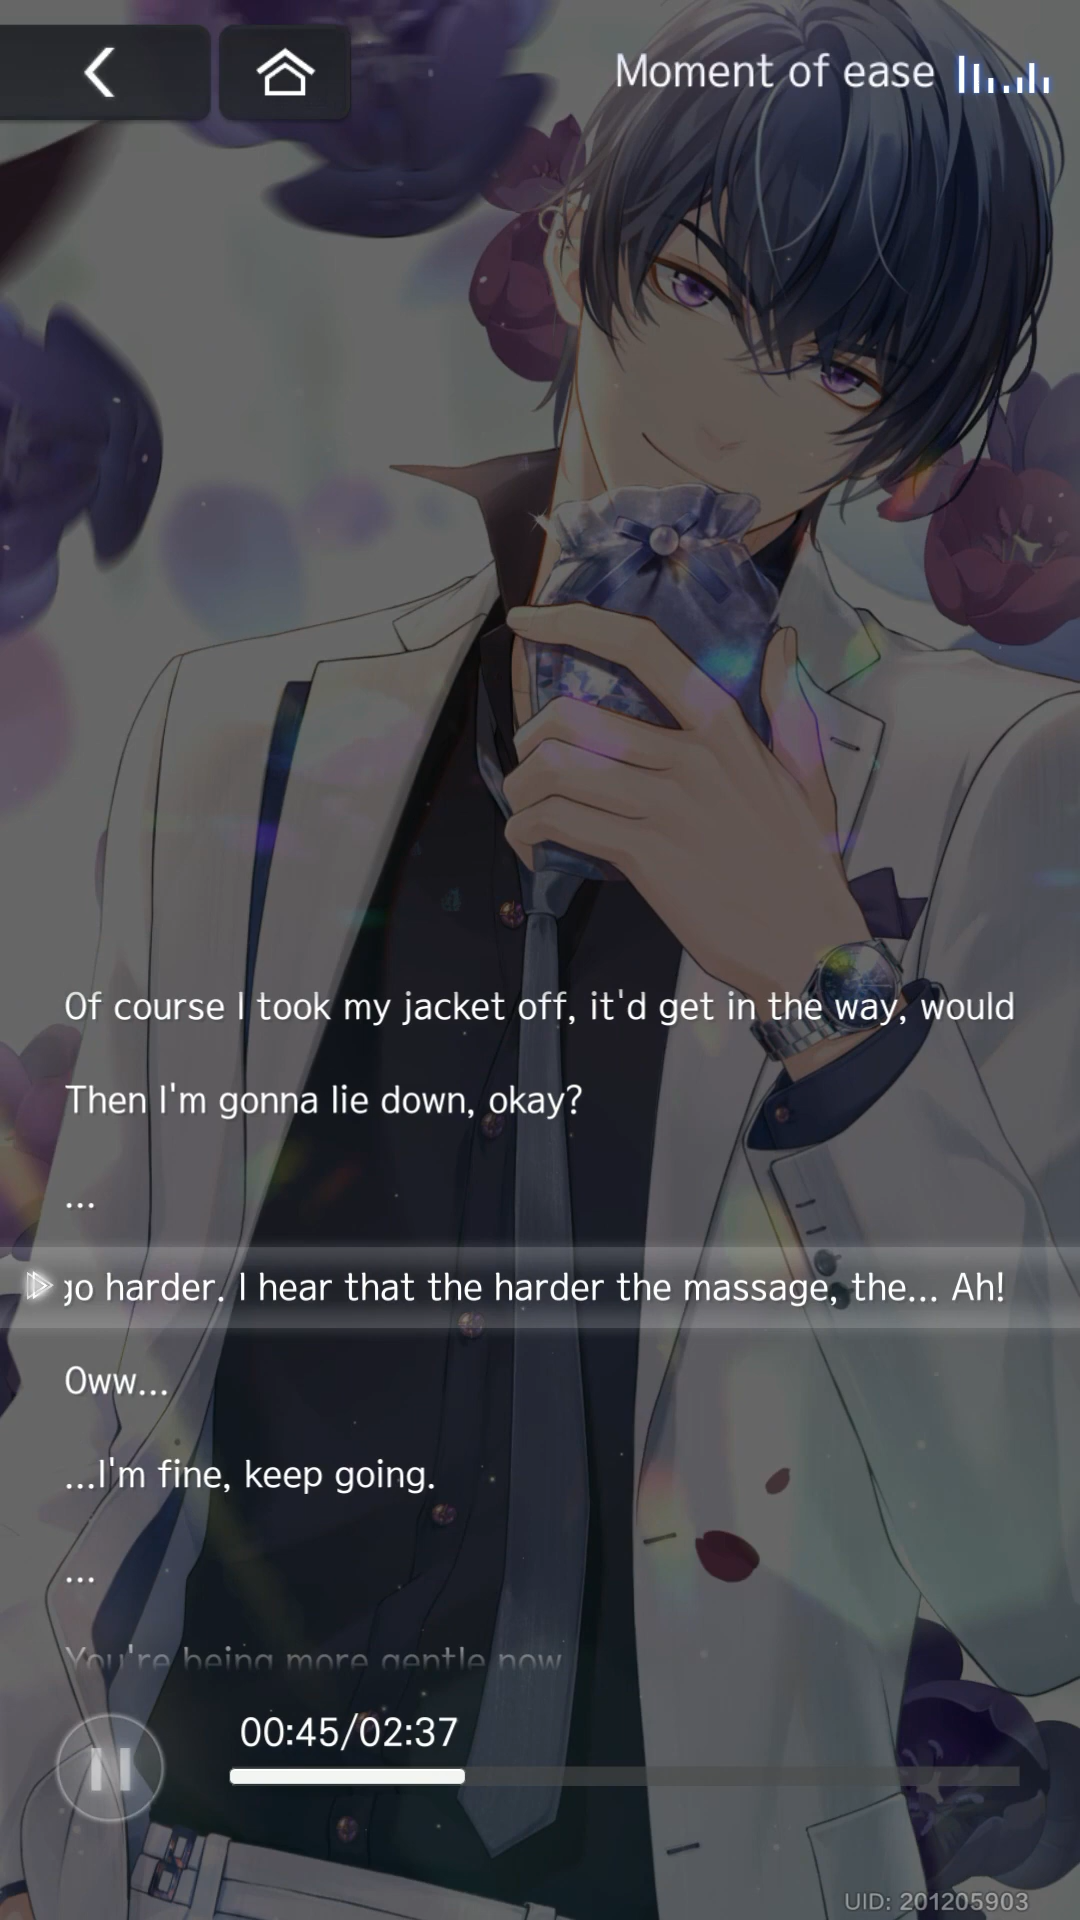 Moment of ease
Of course I took my jacket off, it'd get in the way, would
Then I'm gonna lie down, okay?
...
go harder. I hear that the harder the massage, the... Ah!
Oww...
...I'm fine, keep going.
...
You're being more gentle now
00:45/02:37
UID: 201205903